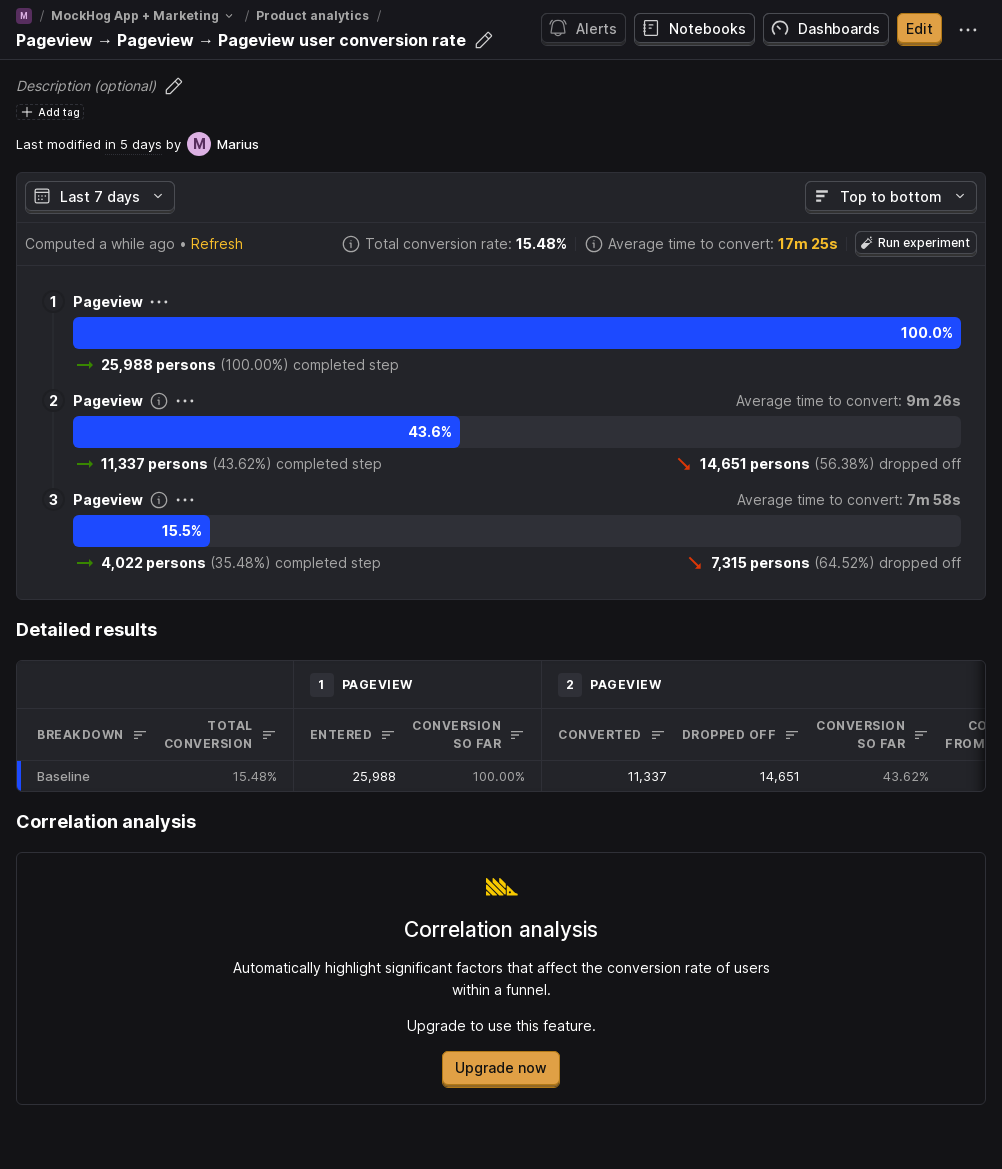 M / MockHog App + Marketing / Product analytics /
Pageview → Pageview → Pageview user conversion rate
Alerts Notebooks Dashboards Edit
Description (optional)
Add tag
Last modified in 5 days by M Marius
Last 7 days Top to bottom
Computed a while ago • Refresh Total conversion rate: 15.48% Average time to convert: 17m 25s Run experiment
1 Pageview
100.0%
25,988 persons (100.00%) completed step
2 Pageview Average time to convert: 9m 26s
43.6%
11,337 persons (43.62%) completed step 14,651 persons (56.38%) dropped off
3 Pageview Average time to convert: 7m 58s
15.5%
4,022 persons (35.48%) completed step 7,315 persons (64.52%) dropped off
Detailed results
1 PAGEVIEW 2 PAGEVIEW
BREAKDOWN TOTAL CONVERSION ENTERED CONVERSION SO FAR CONVERTED DROPPED OFF CONVERSION SO FAR CO FROM
Baseline 15.48% 25,988 100.00% 11,337 14,651 43.62%
Correlation analysis
Correlation analysis
Automatically highlight significant factors that affect the conversion rate of users
within a funnel.
Upgrade to use this feature.
Upgrade now